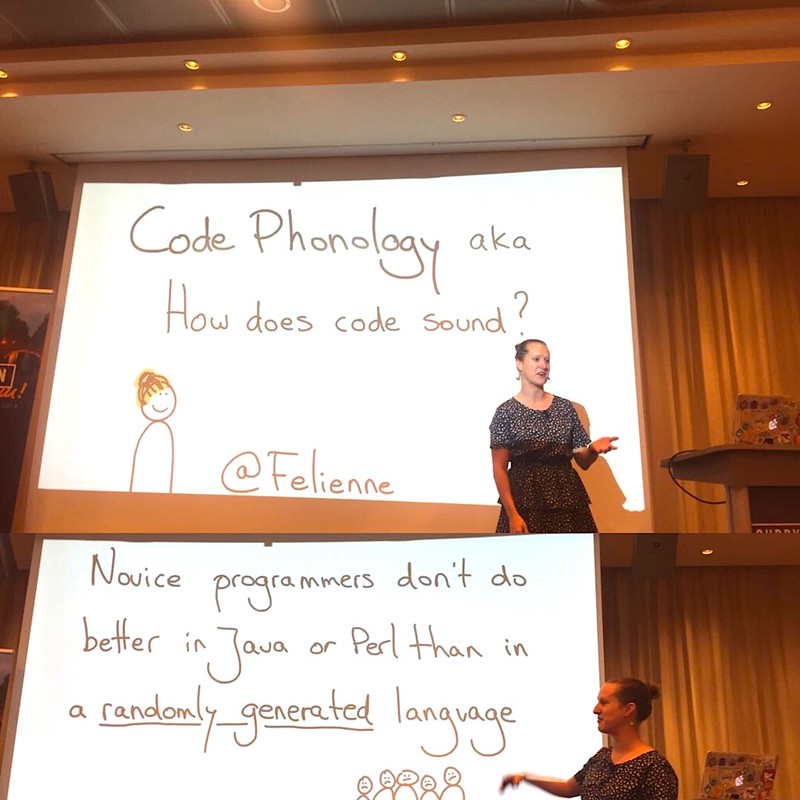 Code Phonology aka
How does code sound?
@Felienne
Novice programmers don't do
better in Java or Perl than in
a randomly generated language